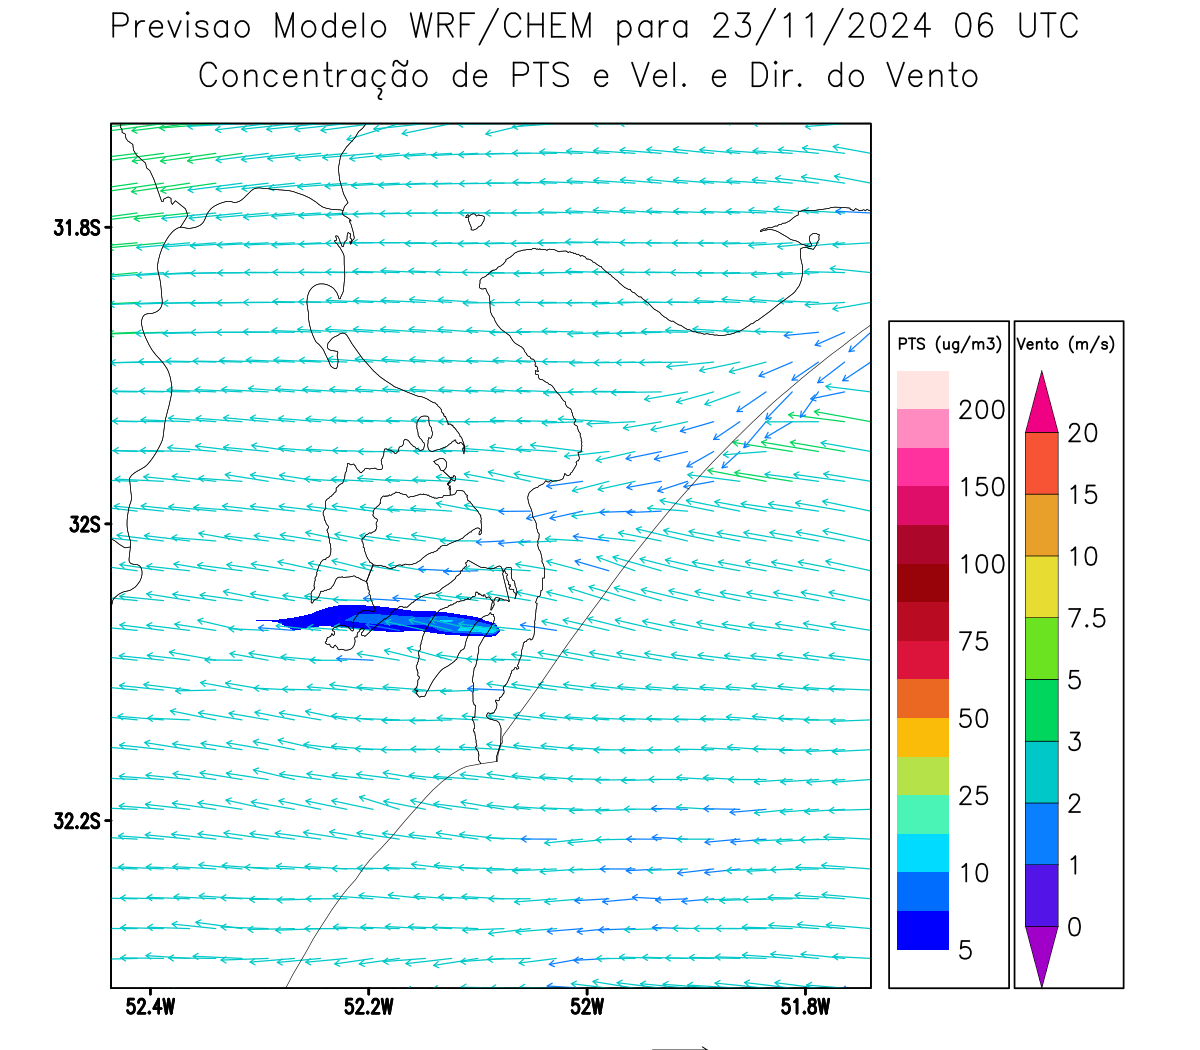 Previsao Modelo WRF/CHEM para 23/11/2024 06 UTC
Concentração de PTS e Vel. e Dir. do Vento
31.8S
32S
32.2S
52.4W
52.2W
52W
51.8W
PTS (ug/m3)
200
150
100
75
50
25
10
5
Vento (m/s)
20
15
10
7.5
5
3
2
1
0